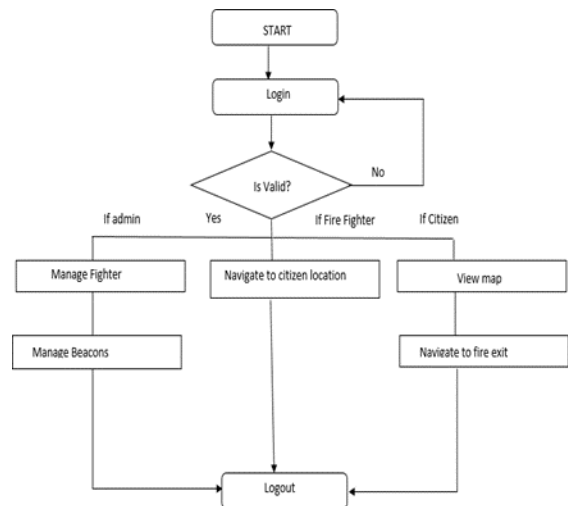 START
Login
No
Is Valid?
If admin
Yes
If Fire Fighter
If Citizen
Manage Fighter
Navigate to citizen location
View map
Manage Beacons
Navigate to fire exit
Logout